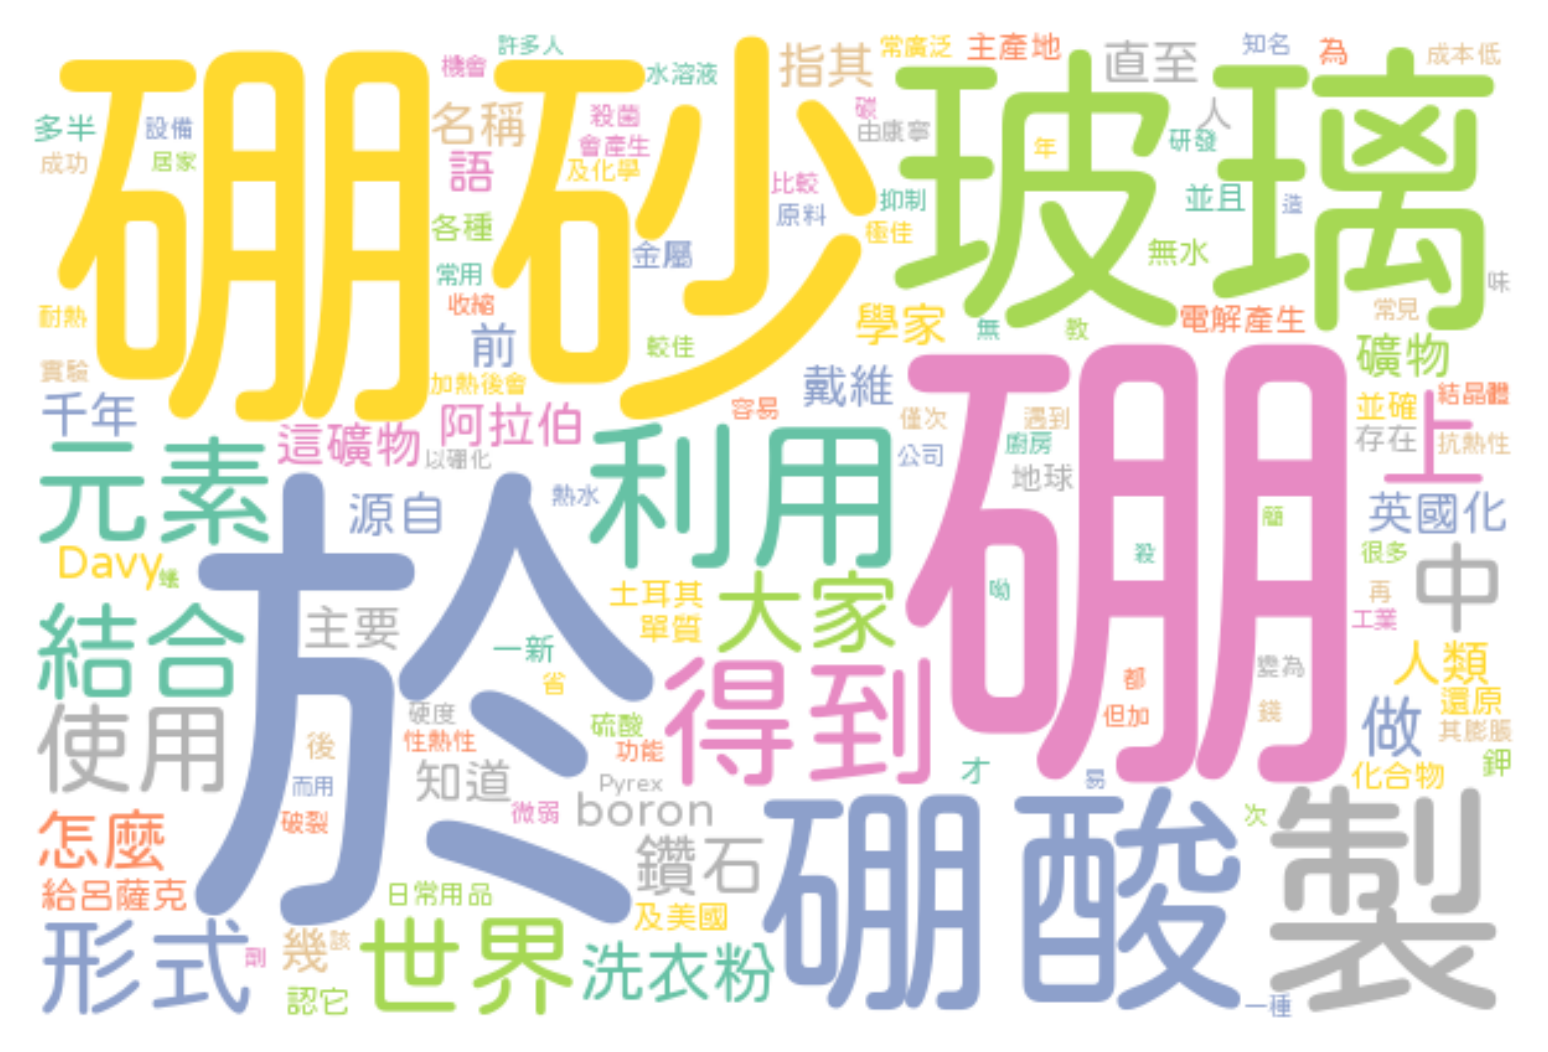 硼砂
玻璃
硼
於
利用
硼酸
製
得到
元素
結合
使用
形式
世界
大家
洗衣粉
上
中
做
怎麼
鑽石
人類
boron
Davy
知道
主要
源自
這礦物
阿拉伯
千年
前
語
名稱
指其
直至
學家
戴維
礦物
英國化
給呂薩克
幾
機會
許多人
水溶液
常廣泛
主產地
知名
為
成本低
多半
設備
成功
居家
殺菌
會產生
及化學
碳
由康寧
人
年
研發
比較
原料
抑制
極佳
並且
造
各種
金屬
無水
常用
收縮
味
耐熱
較佳
無
教
電解產生
常見
實驗
加熱後會
容易
僅次
遇到
並確
結晶體
以硼化
公司
廚房
地球
存在
抗熱性
熱水
簡
殺
很多
蟻
土耳其
單質
呦
再
工業
一新
省
都
變為
還原
硬度
硫酸
但加
錢
其膨脹
後
性熱性
功能
才
易
化合物
鉀
而用
Pyrex
破裂
微弱
次
日常用品
及美國
劑
該
認它
一種